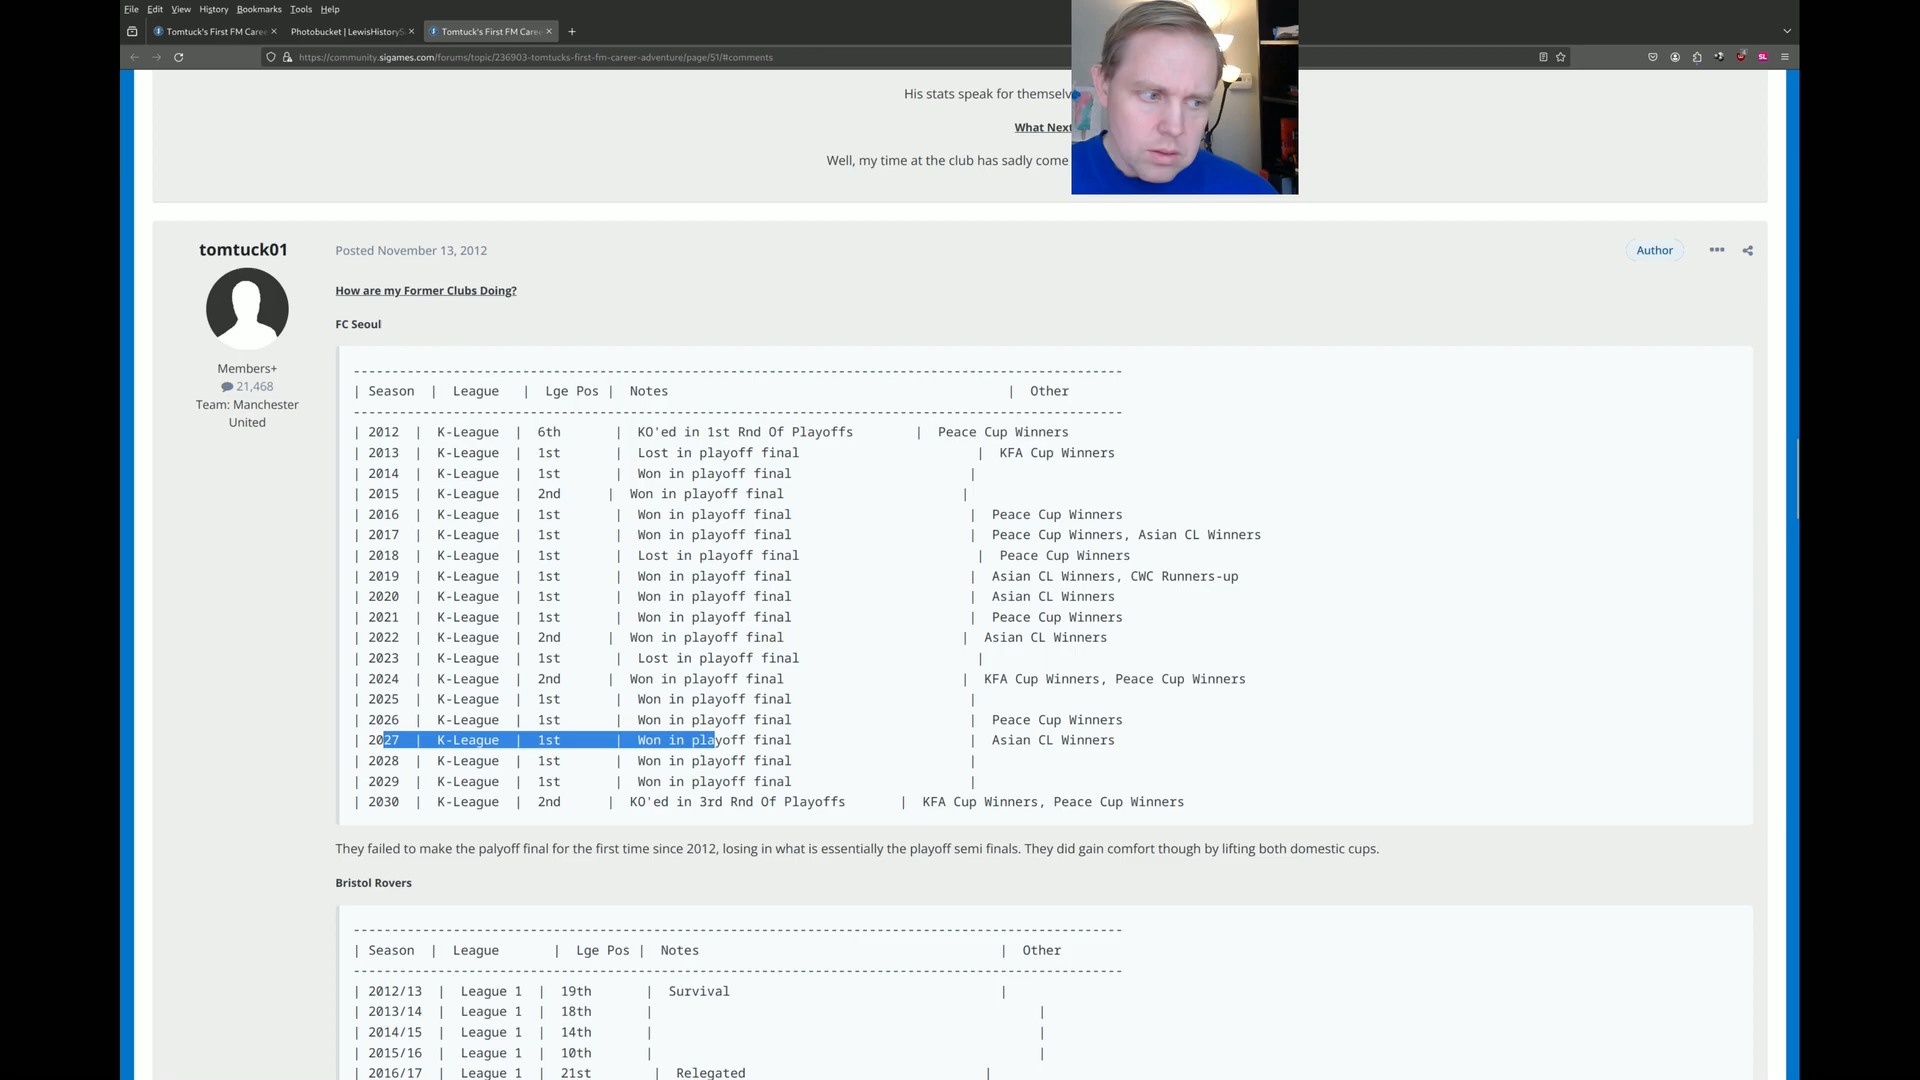 File Edit View History Bookmarks Tools Help
Tomtuck's First FM Caree
Photobucket | LewisHistoryS
Tomtuck's First FM Caree
https://community.sigames.com/forums/topic/236903-tomtucks-first-fm-career-adventure/page/51/#comments
His stats speak for themselv
What Next
Well, my time at the club has sadly come
tomtuck01
Posted November 13, 2012
Author
Members+
21,468
Team: Manchester
United
How are my Former Clubs Doing?
FC Seoul
---------------------------------------------------------------------------------------------------
| Season | League | Lge Pos | Notes | Other
---------------------------------------------------------------------------------------------------
| 2012 | K-League | 6th | KO'ed in 1st Rnd Of Playoffs | Peace Cup Winners
| 2013 | K-League | 1st | Lost in playoff final | KFA Cup Winners
| 2014 | K-League | 1st | Won in playoff final |
| 2015 | K-League | 2nd | Won in playoff final |
| 2016 | K-League | 1st | Won in playoff final | Peace Cup Winners
| 2017 | K-League | 1st | Won in playoff final | Peace Cup Winners, Asian CL Winners
| 2018 | K-League | 1st | Lost in playoff final | Peace Cup Winners
| 2019 | K-League | 1st | Won in playoff final | Asian CL Winners, CWC Runners-up
| 2020 | K-League | 1st | Won in playoff final | Asian CL Winners
| 2021 | K-League | 1st | Won in playoff final | Peace Cup Winners
| 2022 | K-League | 2nd | Won in playoff final | Asian CL Winners
| 2023 | K-League | 1st | Lost in playoff final |
| 2024 | K-League | 2nd | Won in playoff final | KFA Cup Winners, Peace Cup Winners
| 2025 | K-League | 1st | Won in playoff final |
| 2026 | K-League | 1st | Won in playoff final | Peace Cup Winners
| 2027 | K-League | 1st | Won in playoff final | Asian CL Winners
| 2028 | K-League | 1st | Won in playoff final |
| 2029 | K-League | 1st | Won in playoff final |
| 2030 | K-League | 2nd | KO'ed in 3rd Rnd Of Playoffs | KFA Cup Winners, Peace Cup Winners
They failed to make the palyoff final for the first time since 2012, losing in what is essentially the playoff semi finals. They did gain comfort though by lifting both domestic cups.
Bristol Rovers
---------------------------------------------------------------------------------------------------
| Season | League | Lge Pos | Notes | Other
---------------------------------------------------------------------------------------------------
| 2012/13 | League 1 | 19th | Survival |
| 2013/14 | League 1 | 18th | |
| 2014/15 | League 1 | 14th | |
| 2015/16 | League 1 | 10th | |
| 2016/17 | League 1 | 21st | Relegated |